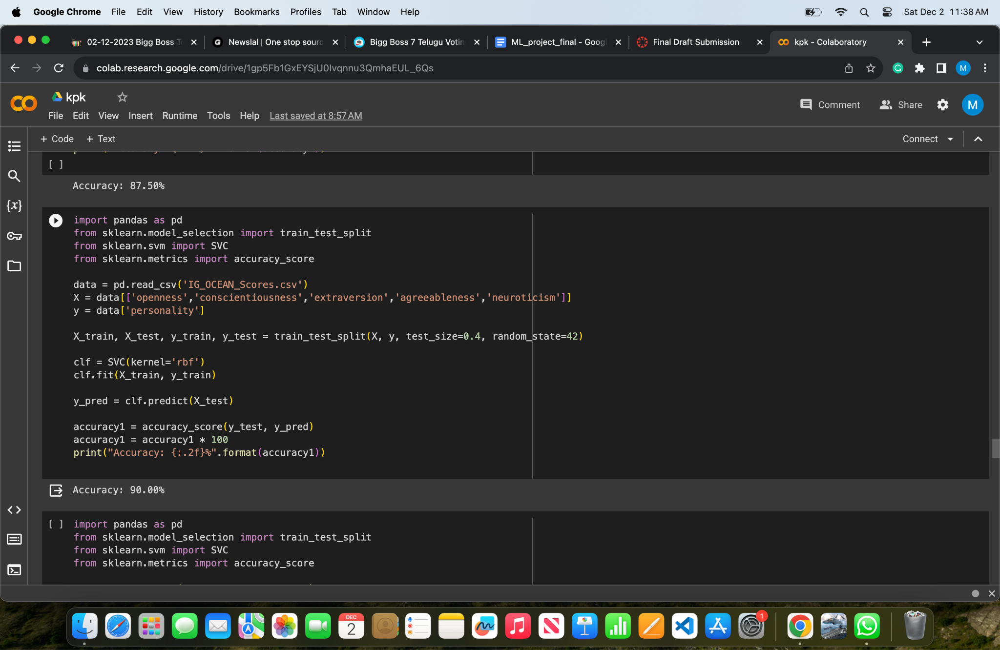 Google Chrome File Edit View History Bookmarks Profiles Tab Window Help Sat Dec 2 11:38 AM
02-12-2023 Bigg Boss Te Newslal | One stop sourc Bigg Boss 7 Telugu Votin ML_project_final - Googl Final Draft Submission kpk - Colaboratory
colab.research.google.com/drive/1gp5Fb1GxEYSjU0lvqnnu3QmhaEUL_6Qs G M
kpk
Comment Share M
File Edit View Insert Runtime Tools Help Last saved at 8:57 AM
+ Code + Text Connect
[ ]
Accuracy: 87.50%
{x}
import pandas as pd
from sklearn.model_selection import train_test_split
from sklearn.svm import SVC
from sklearn.metrics import accuracy_score
data = pd.read_csv('IG_OCEAN_Scores.csv')
X = data[['openness','conscientiousness','extraversion','agreeableness','neuroticism']]
y = data['personality']
X_train, X_test, y_train, y_test = train_test_split(X, y, test_size=0.4, random_state=42)
clf = SVC(kernel='rbf')
clf.fit(X_train, y_train)
y_pred = clf.predict(X_test)
accuracy1 = accuracy_score(y_test, y_pred)
accuracy1 = accuracy1 * 100
print("Accuracy: {:.2f}%".format(accuracy1))
Accuracy: 90.00%
[ ] import pandas as pd
from sklearn.model_selection import train_test_split
from sklearn.svm import SVC
from sklearn.metrics import accuracy_score
DEC
2
1